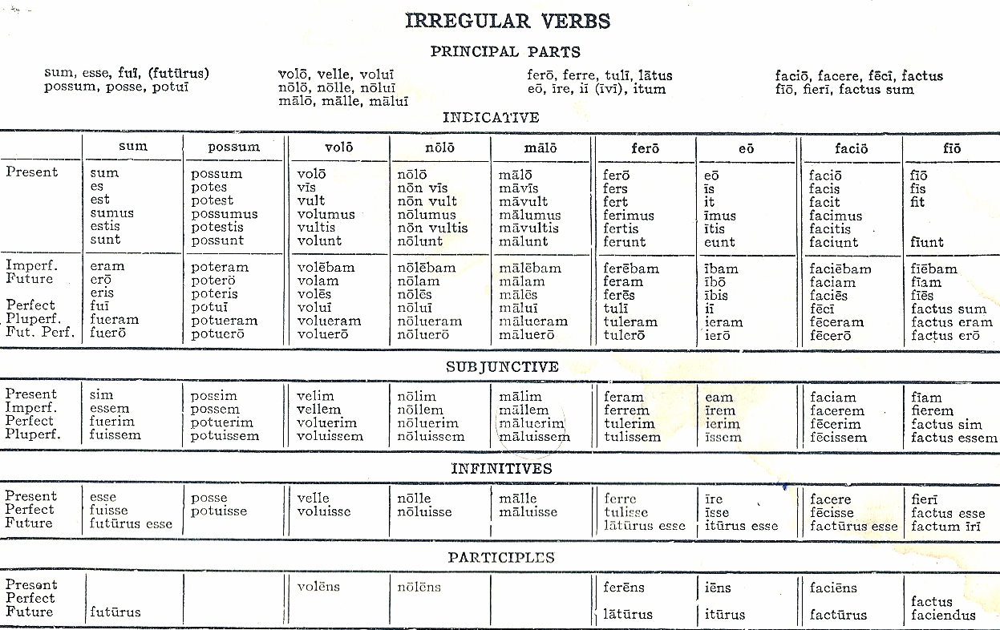 IRREGULAR VERBS
PRINCIPAL PARTS
sum, esse, fuī, (futūrus) volō, velle, voluī ferō, ferre, tulī, lātus faciō, facere, fēcī, factus
possum, posse, potuī nōlō, nōlle, nōluī eō, īre, iī (īvī), itum fīō, fierī, factus sum
mālō, mālle, māluī
INDICATIVE
sum possum volō nōlō mālō ferō eō faciō fīō
Present sum possum volō nōlō mālō ferō eō faciō fīō
es potes vīs nōn vīs māvīs fers īs facis fīs
est potest vult nōn vult māvult fert it facit fit
sumus possumus volumus nōlumus mālumus ferimus īmus facimus
estis potestis vultis nōn vultis māvultis fertis ītis facitis
sunt possunt volunt nōlunt mālunt ferunt eunt faciunt fīunt
Imperf. eram poteram volēbam nōlēbam mālēbam ferēbam ībam faciēbam fīēbam
Future erō poterō volam nōlam mālam feram ībō faciam fīam
eris poteris volēs nōlēs mālēs ferēs ībis faciēs fīēs
Perfect fuī potuī voluī nōluī māluī tulī iī fēcī factus sum
Pluperf. fueram potueram volueram nōlueram mālueram tuleram ieram fēceram factus eram
Fut. Perf. fuerō potuerō voluerō nōluerō māluerō tulerō ierō fēcerō factus erō
SUBJUNCTIVE
Present sim possim velim nōlim mālim feram eam faciam fīam
Imperf. essem possem vellem nōllem māllem ferrem īrem facerem fierem
Perfect fuerim potuerim voluerim nōluerim māluerim tulerim ierim fēcerim factus sim
Pluperf. fuissem potuissem voluissem nōluissem māluissem tulissem īssem fēcissem factus essem
INFINITIVES
Present esse posse velle nōlle mālle ferre īre facere fierī
Perfect fuisse potuisse voluisse nōluisse māluisse tulisse īsse fēcisse factus esse
Future futūrus esse lātūrus esse itūrus esse factūrus esse factum īrī
PARTICIPLES
Present volēns nōlēns ferēns iēns faciēns
Perfect factus
Future futūrus lātūrus itūrus factūrus faciendus